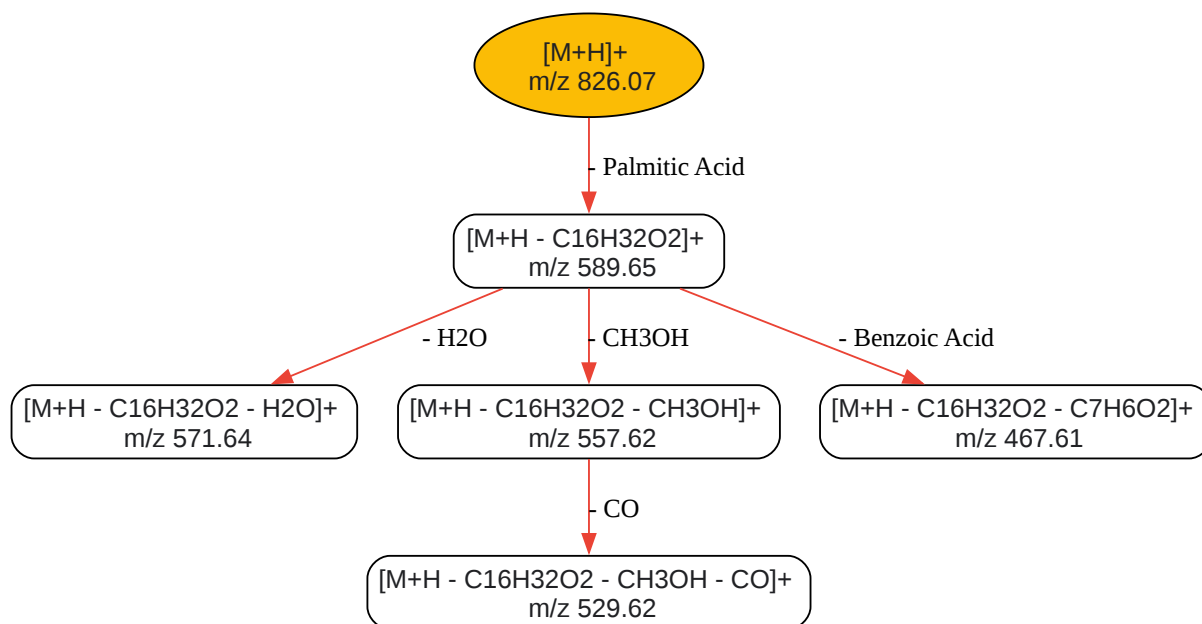 [M+H]+
m/z 826.07
- Palmitic Acid
[M+H - C16H32O2]+
m/z 589.65
- H2O
- CH3OH
- Benzoic Acid
[M+H - C16H32O2 - H2O]+
m/z 571.64
[M+H - C16H32O2 - CH3OH]+
m/z 557.62
[M+H - C16H32O2 - C7H6O2]+
m/z 467.61
- CO
[M+H - C16H32O2 - CH3OH - CO]+
m/z 529.62